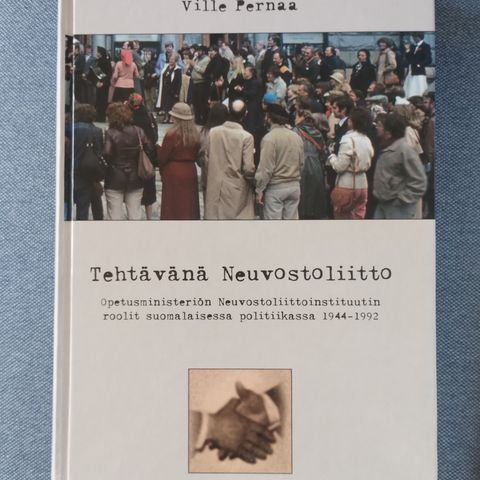 Ville Pernaa
Tehtävänä Neuvostoliitto
Opetusministeriön Neuvostoliittoinstituutin
roolit suomalaisessa politiikassa 1944-1992